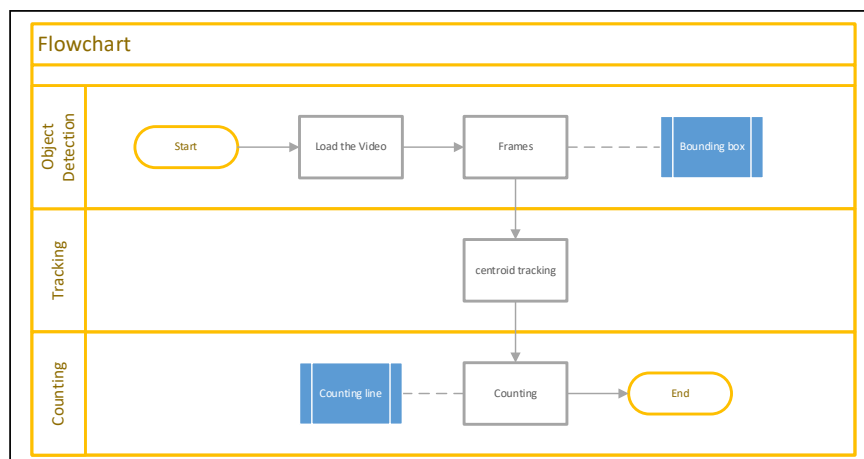 Flowchart
Object
Detection
Start
Load the Video
Frames
Bounding box
Tracking
centroid tracking
Counting
Counting line
Counting
End